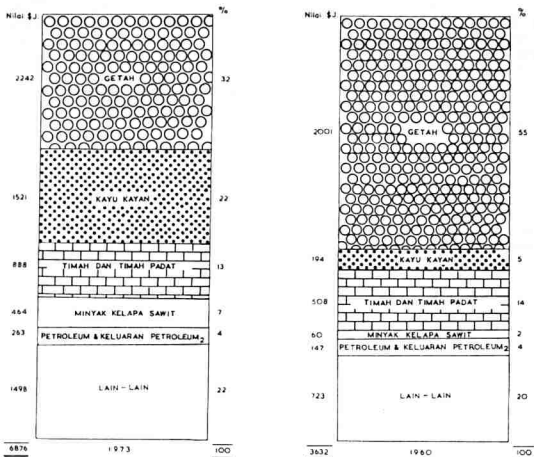 Nilai $J %
2242 GETAH 32
1521 KAYU KAYAN 22
888 TIMAH DAN TIMAH PADAT 13
464 MINYAK KELAPA SAWIT 7
263 PETROLEUM & KELUARAN PETROLEUM2 4
1498 LAIN-LAIN 22
6876 1973 100
Nilai $J %
2001 GETAH 55
194 KAYU KAYAN 5
508 TIMAH DAN TIMAH PADAT 14
60 MINYAK KELAPA SAWIT 2
147 PETROLEUM & KELUARAN PETROLEUM2 4
723 LAIN-LAIN 20
3632 1960 100